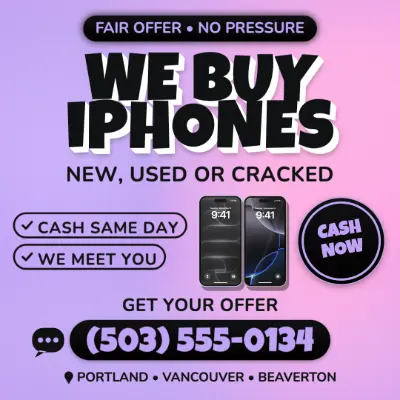 FAIR OFFER • NO PRESSURE
WE BUY
IPHONES
NEW, USED OR CRACKED
✓ CASH SAME DAY
✓ WE MEET YOU
9:41
9:41
CASH
NOW
GET YOUR OFFER
(503) 555-0134
PORTLAND • VANCOUVER • BEAVERTON